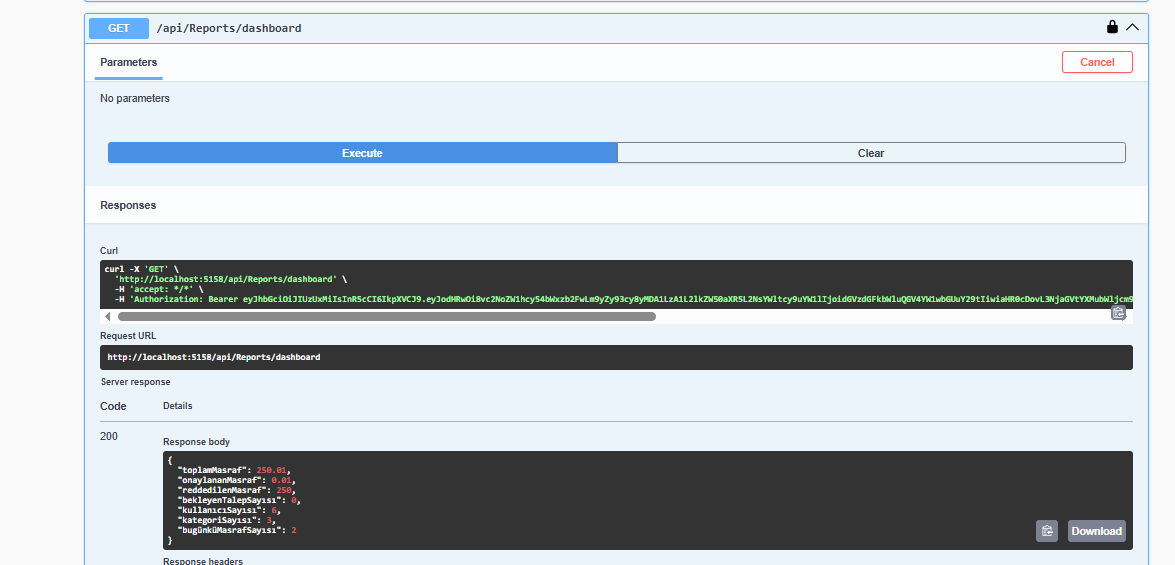 GET /api/Reports/dashboard
Parameters
Cancel
No parameters
Execute
Clear
Responses
Curl
curl -X 'GET' \
'http://localhost:5158/api/Reports/dashboard' \
-H 'accept: */*' \
-H 'Authorization: Bearer
Request URL
http://localhost:5158/api/Reports/dashboard
Server response
Code Details
200
Response body
{
"toplamMasraf": 250.01,
"onaylananMasraf": 0.01,
"reddedilenMasraf": 250,
"bekleyenTalepSayısı": 0,
"kullanıcıSayısı": 6,
"kategoriSayısı": 3,
"bugünküMasrafSayısı": 2
}
Download
Response headers